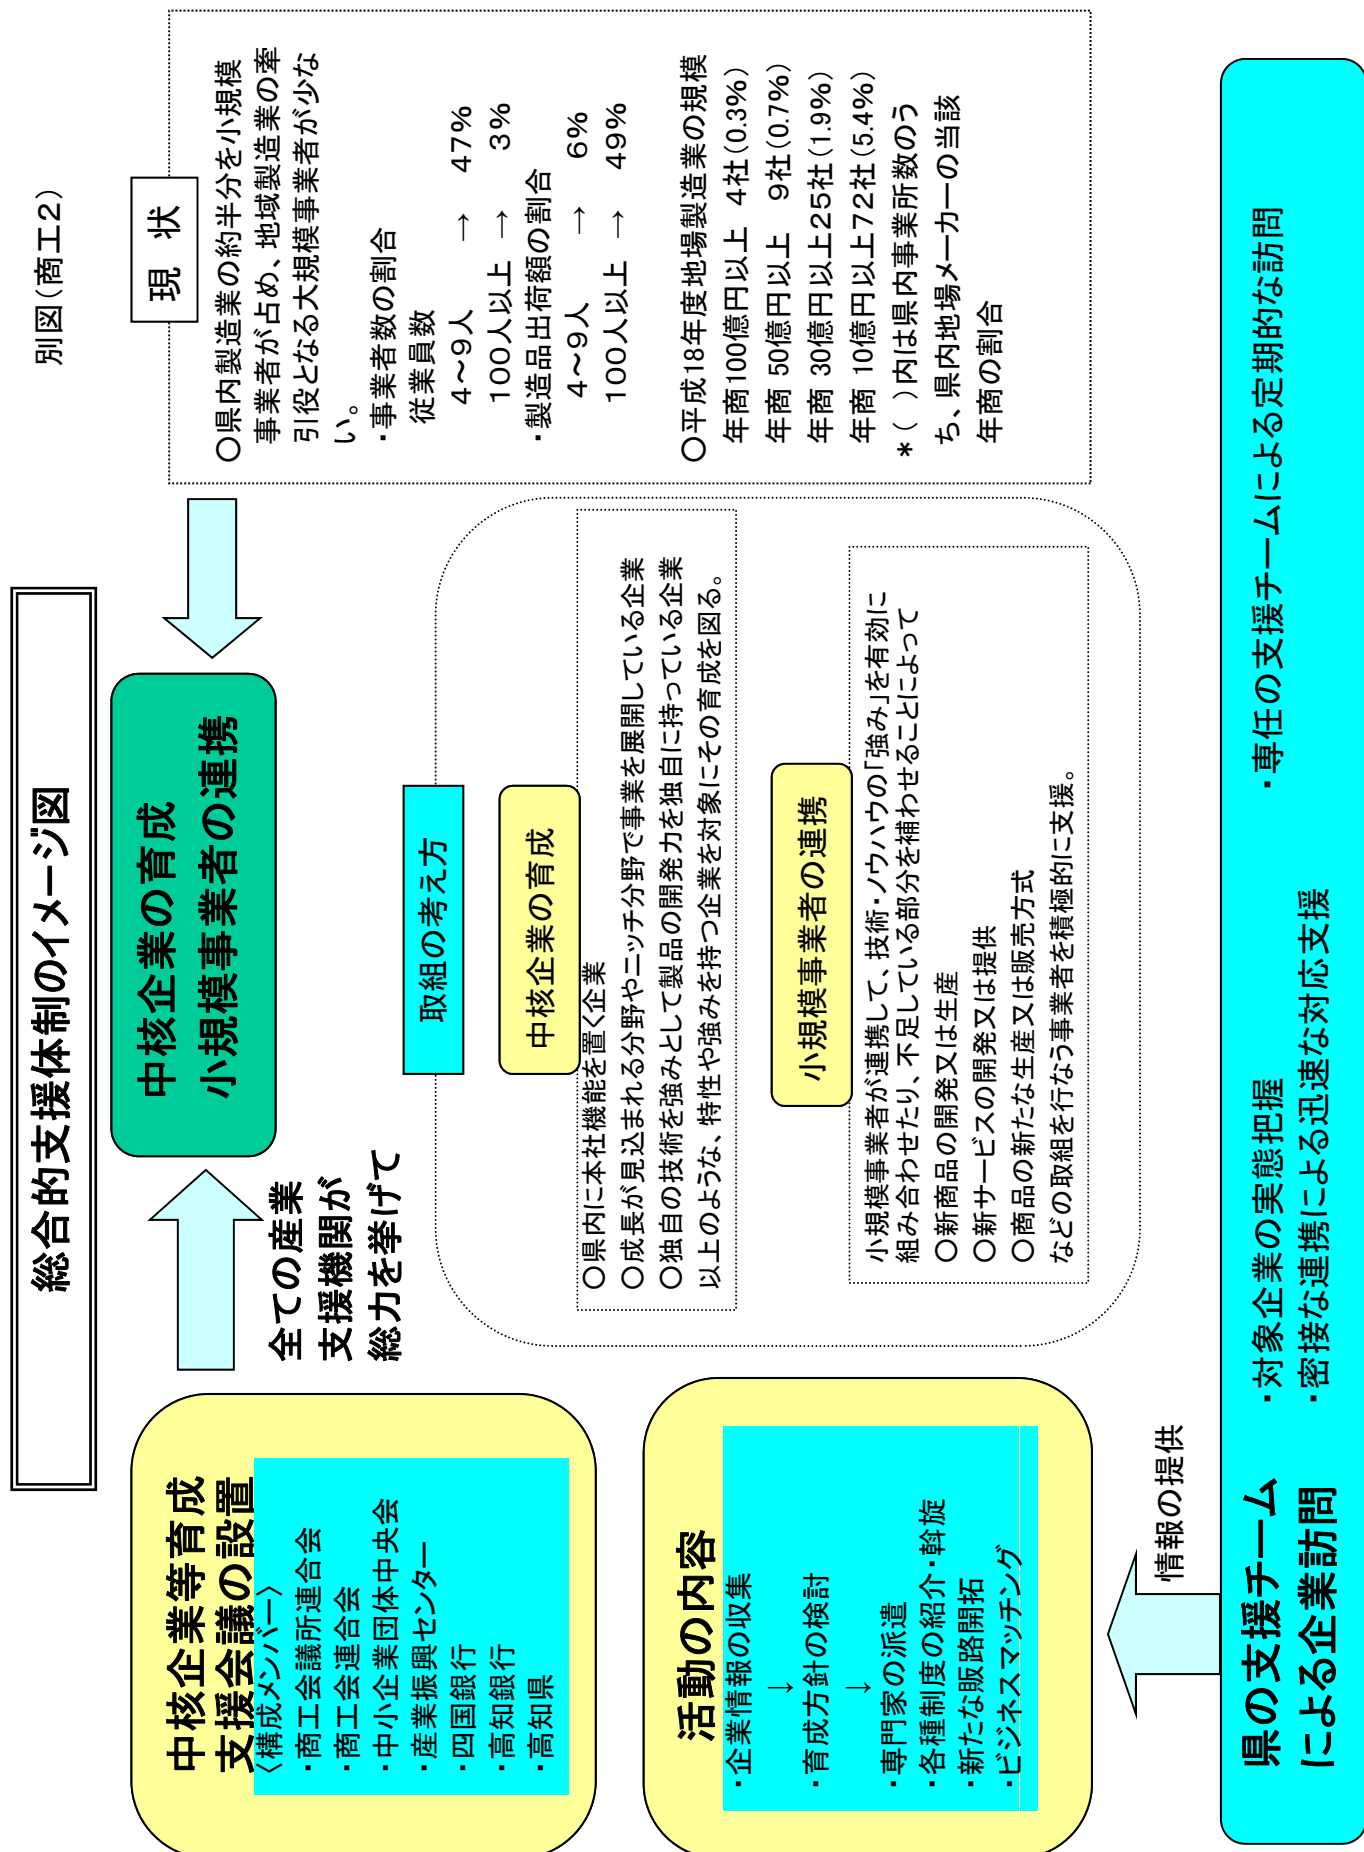 別図（商工２）
総合的支援体制のイメージ図
中核企業等育成
支援会議の設置
〈構成メンバー〉
・商工会議所連合会
・商工会連合会
・中小企業団体中央会
・産業振興センター
・四国銀行
・高知銀行
・高知県
全ての産業
支援機関が
総力を挙げて
中核企業の育成
小規模事業者の連携
現　状
○県内製造業の約半分を小規模
事業者が占め、地域製造業の牽
引役となる大規模事業者が少な
い。
・事業者数の割合
従業員数
４～９人　→　４７％
１００人以上　→　３％
・製造品出荷額の割合
４～９人　→　６％
１００人以上　→　４９％
○平成18年度地場製造業の規模
年商100億円以上　4社（0.3%）
年商 50億円以上　9社（0.7%）
年商 30億円以上25社（1.9%）
年商 10億円以上72社（5.4%）
＊（　）内は県内事業所数のう
ち、県内地場メーカーの当該
年商の割合
取組の考え方
中核企業の育成
○県内に本社機能を置く企業
○成長が見込まれる分野やニッチ分野で事業を展開している企業
○独自の技術を強みとして製品の開発力を独自に持っている企業
以上のような、特性や強みを持つ企業を対象にその育成を図る。
小規模事業者の連携
小規模事業者が連携して、技術・ノウハウの「強み」を有効に
組み合わせたり、不足している部分を補わせることによって
○新商品の開発又は生産
○新サービスの開発又は提供
○商品の新たな生産又は販売方式
などの取組を行なう事業者を積極的に支援。
活動の内容
・企業情報の収集
↓
・育成方針の検討
↓
・専門家の派遣
・各種制度の紹介・斡旋
・新たな販路開拓
・ビジネスマッチング
情報の提供
県の支援チーム
による企業訪問
・対象企業の実態把握
・密接な連携による迅速な対応支援
・専任の支援チームによる定期的な訪問